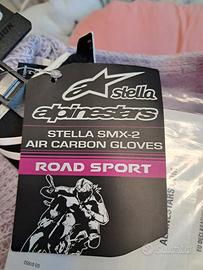 stella
alpinestars
STELLA SMX-2
AIR CARBON GLOVES
ROAD SPORT